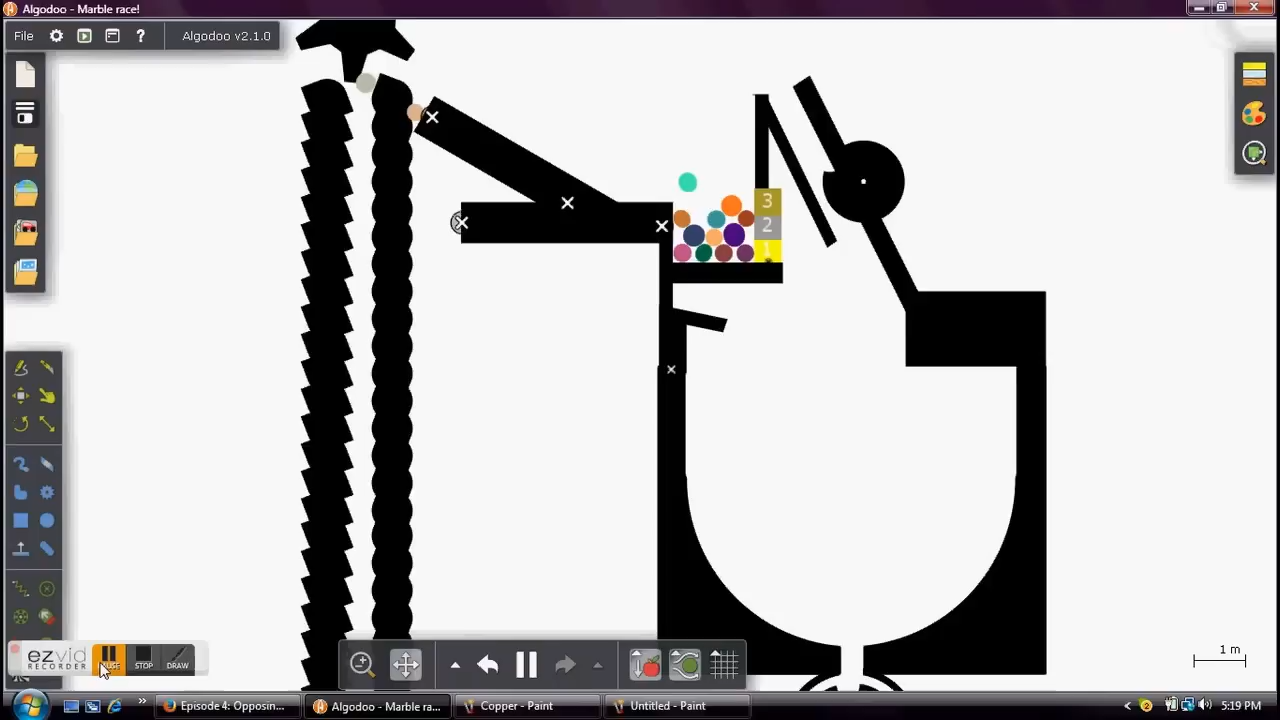 Algodoo - Marble race!
File ? Algodoo v2.1.0
3
2
1
ezvid
RECORDER
PAUSE STOP DRAW
1 m
Episode 4: Opposin... Algodoo - Marble ra... Copper - Paint Untitled - Paint 5:19 PM